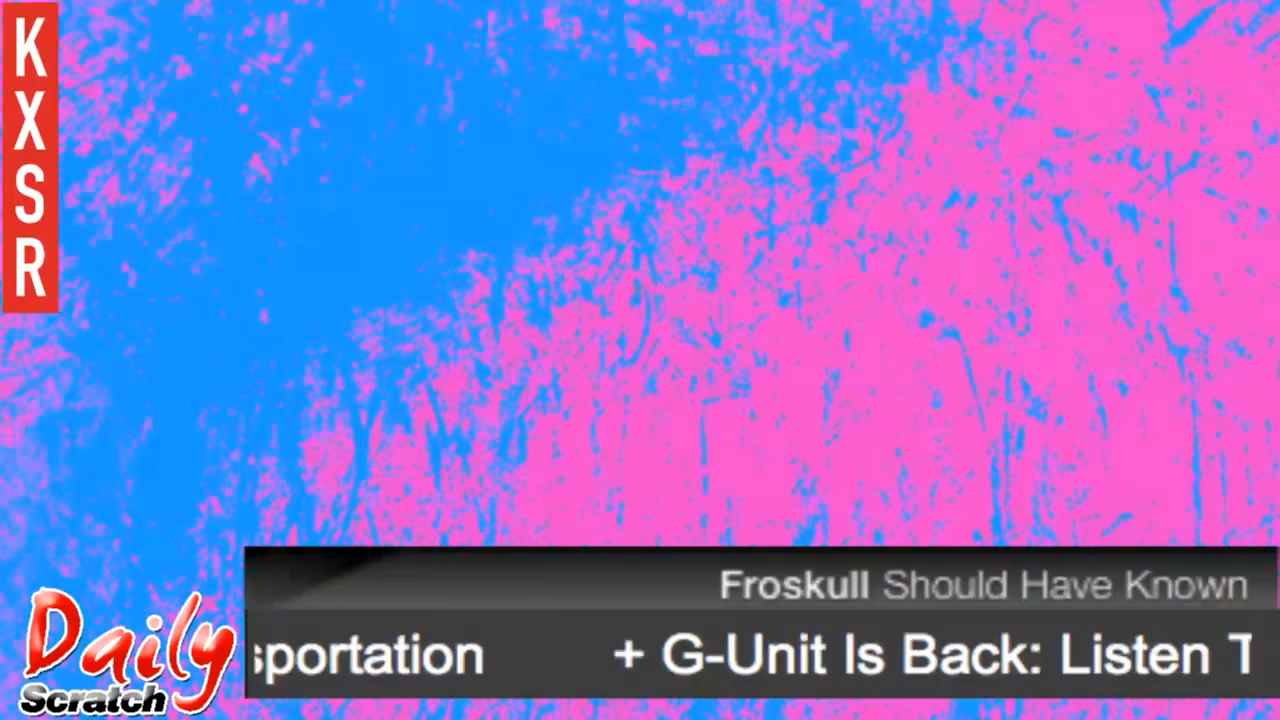 KXSR
Froskull Should Have Known
sportation + G-Unit Is Back: Listen T
Daily
Scratch